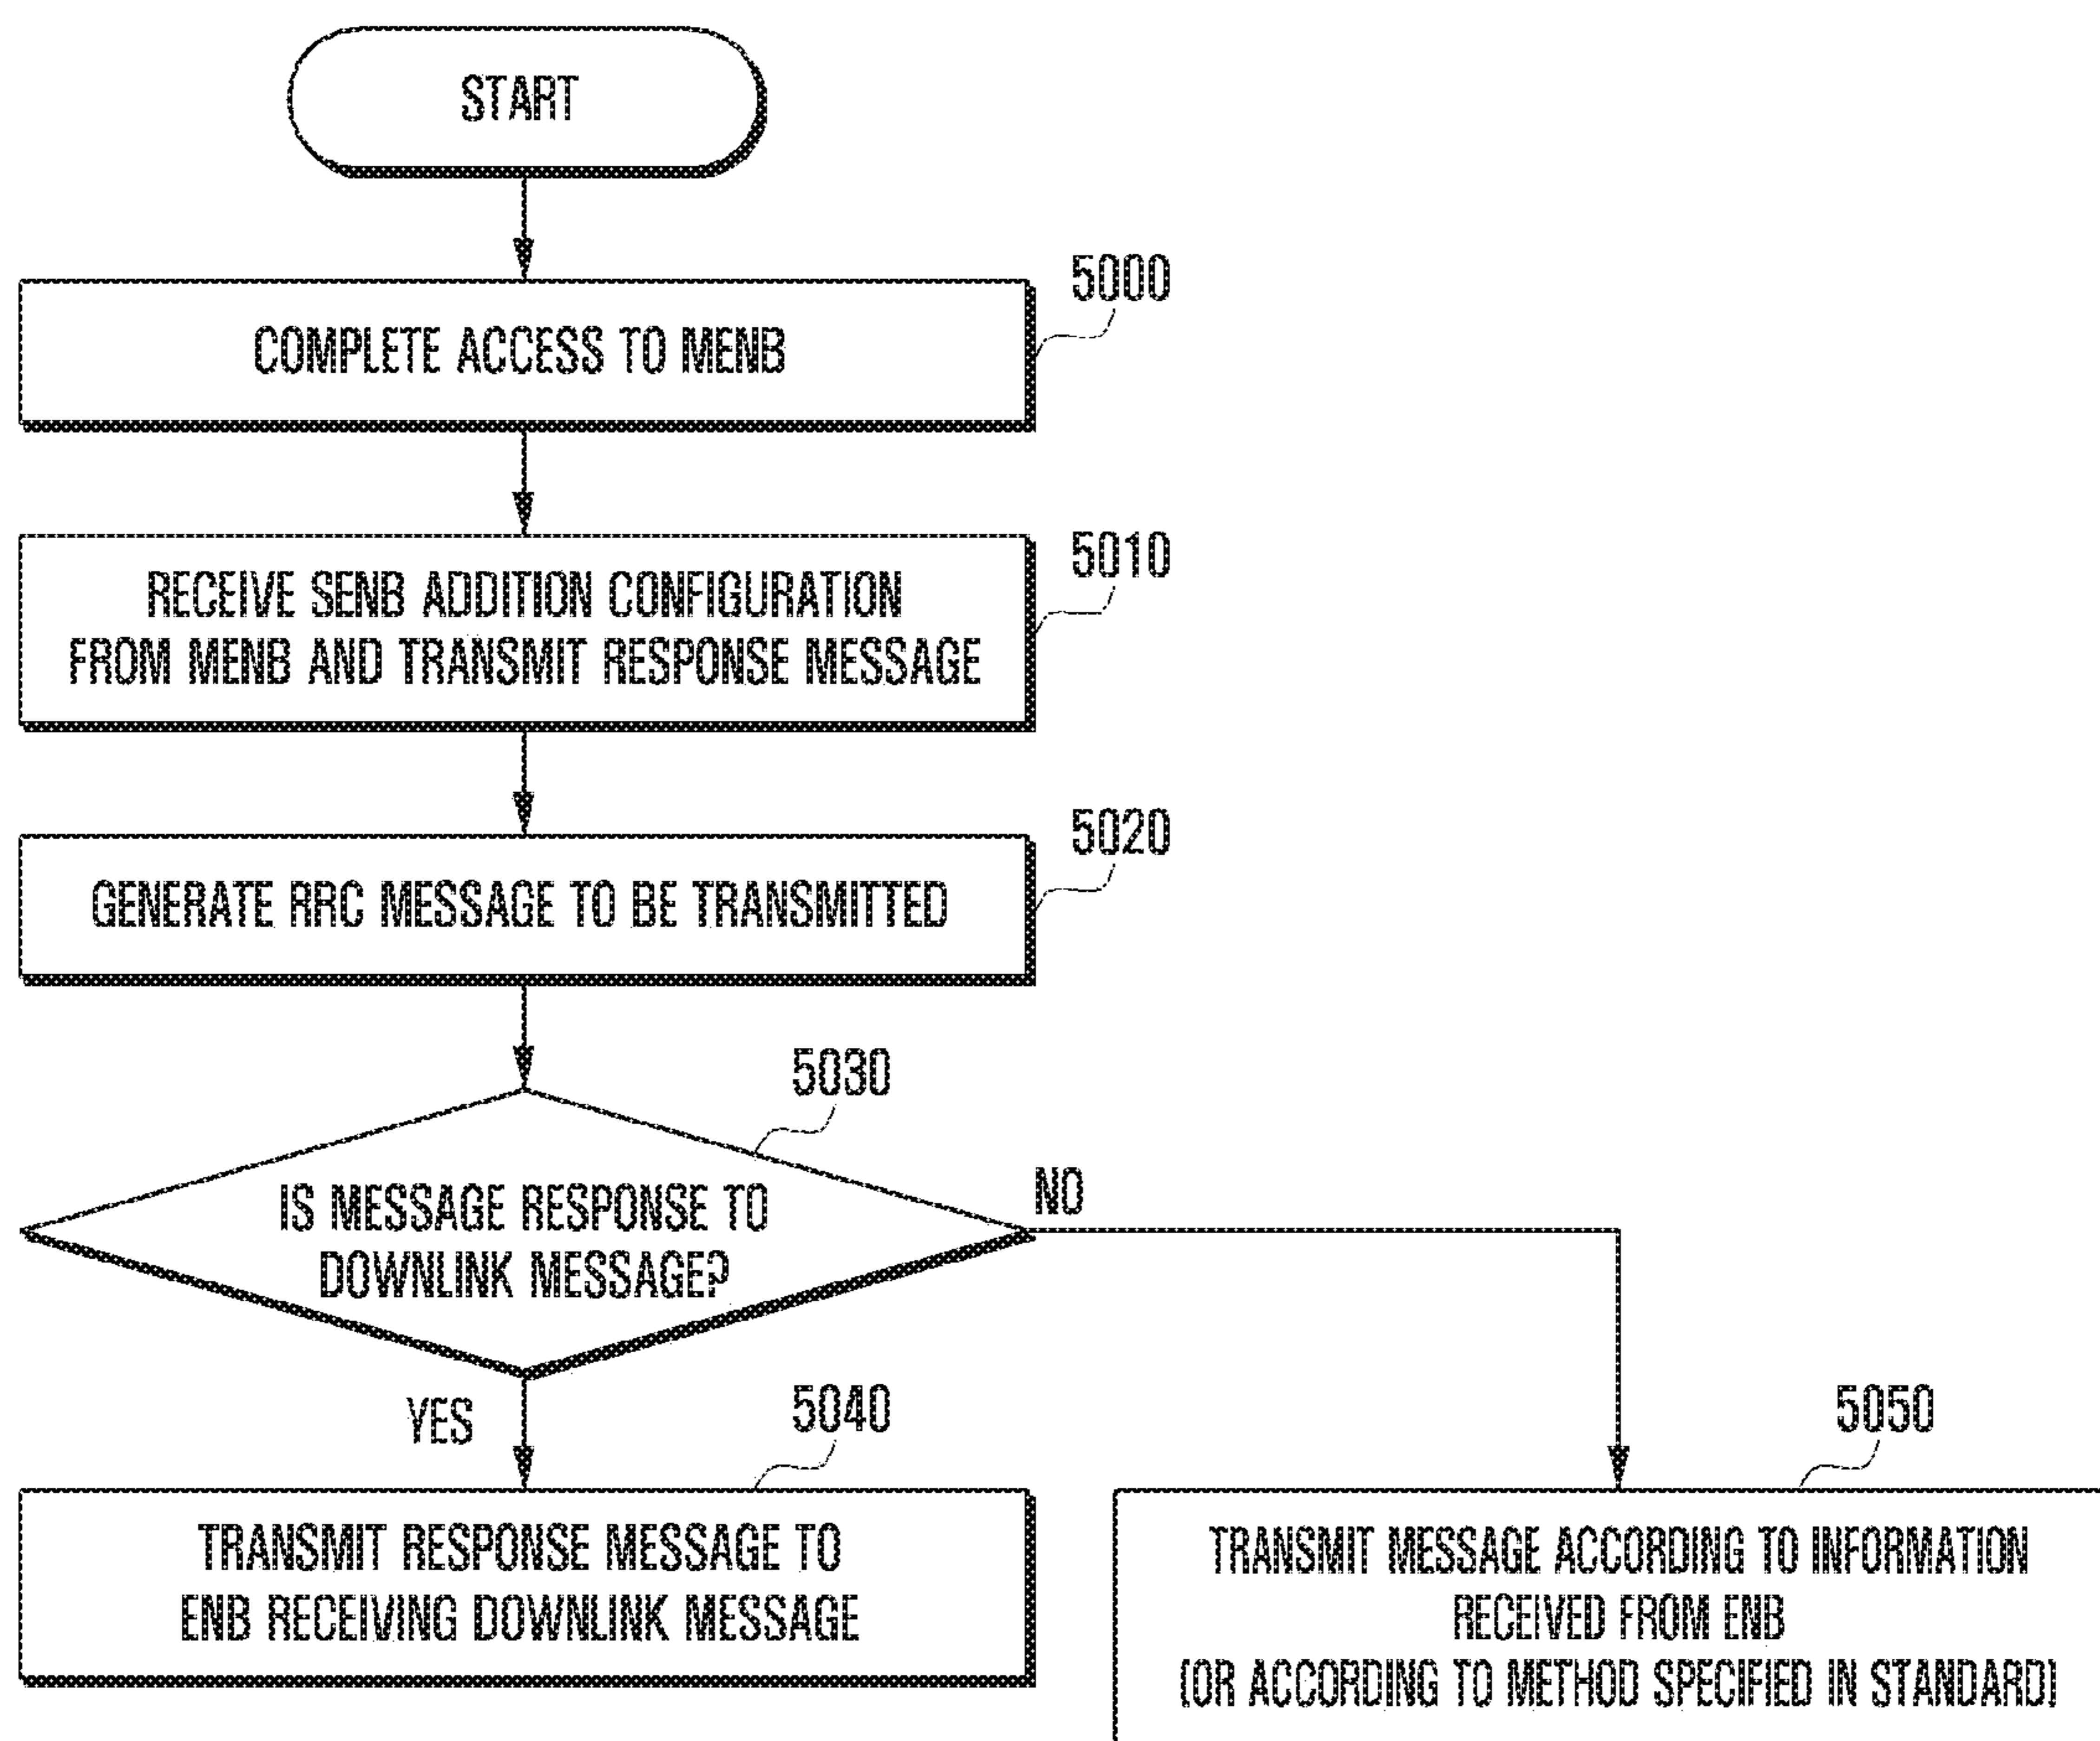 START
5000
COMPLETE ACCESS TO MENB
5010
RECEIVE SENB ADDITION CONFIGURATION
FROM MENB AND TRANSMIT RESPONSE MESSAGE
5020
GENERATE RRC MESSAGE TO BE TRANSMITTED
5030
IS MESSAGE RESPONSE TO
DOWNLINK MESSAGE?
NO
YES
5040
TRANSMIT RESPONSE MESSAGE TO
ENB RECEIVING DOWNLINK MESSAGE
5050
TRANSMIT MESSAGE ACCORDING TO INFORMATION
RECEIVED FROM ENB
(OR ACCORDING TO METHOD SPECIFIED IN STANDARD)